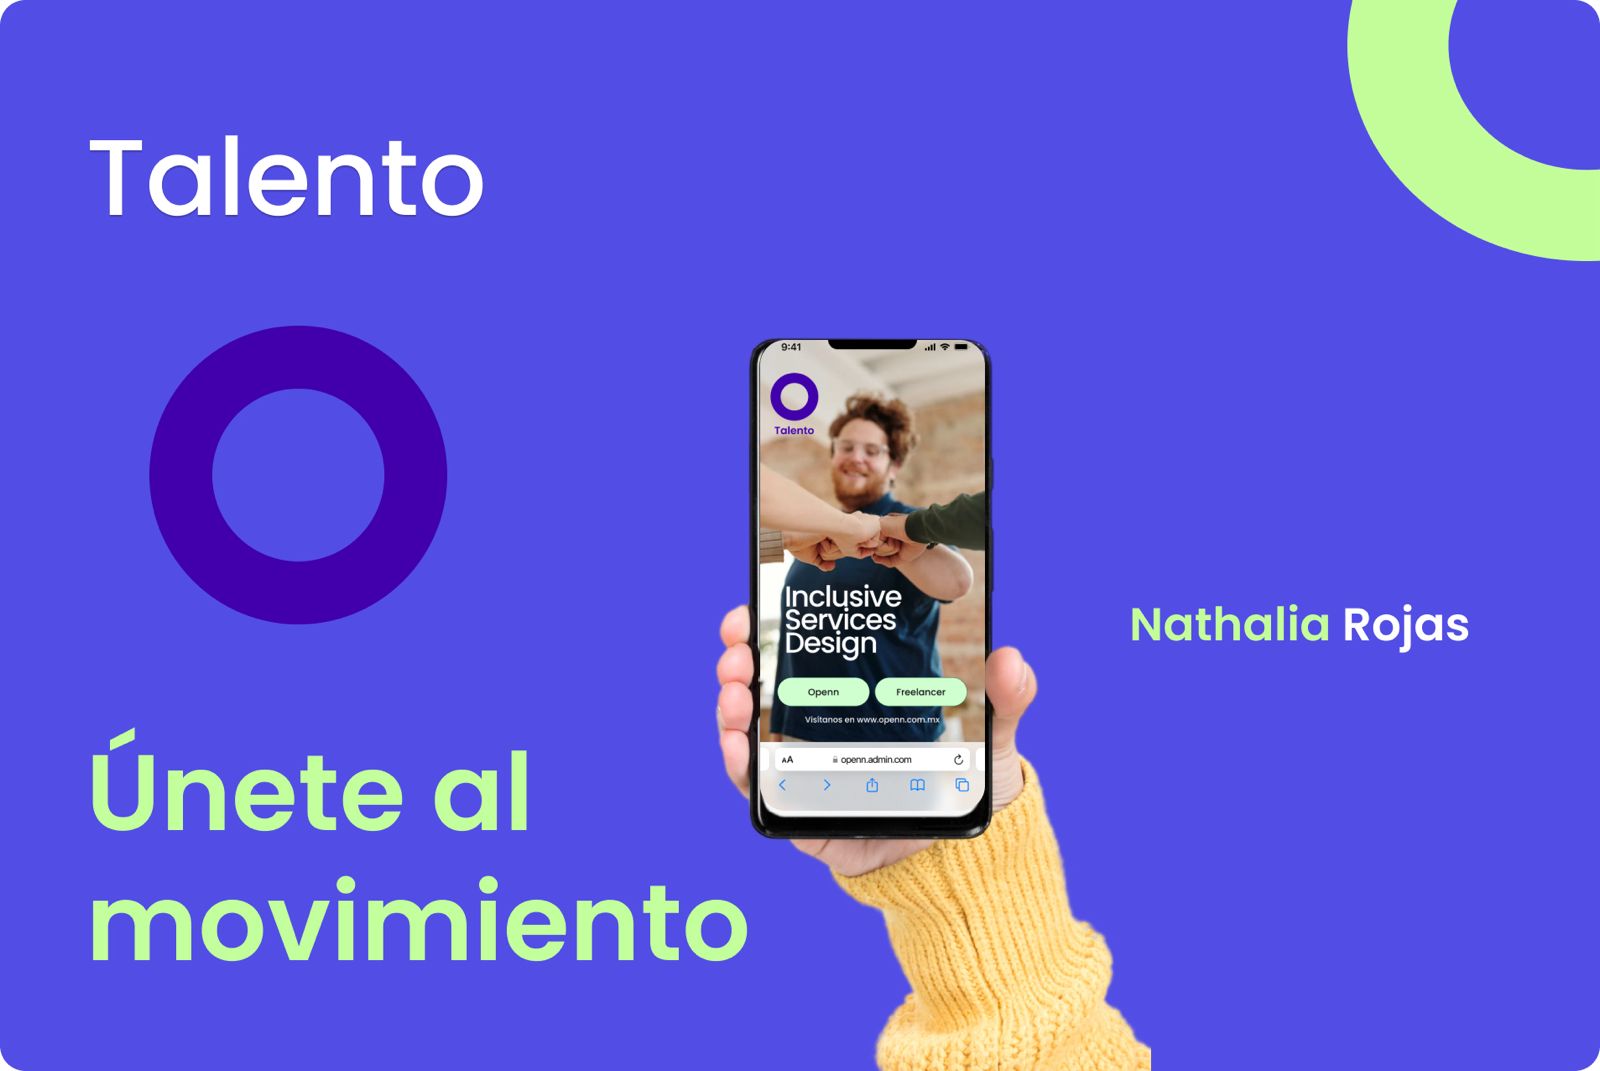 Talento
9:41
Talento
Inclusive
Services
Design
Openn
Freelancer
Visítanos en www.openn.com.mx
AA
openn.admin.com
Nathalia Rojas
Únete al
movimiento